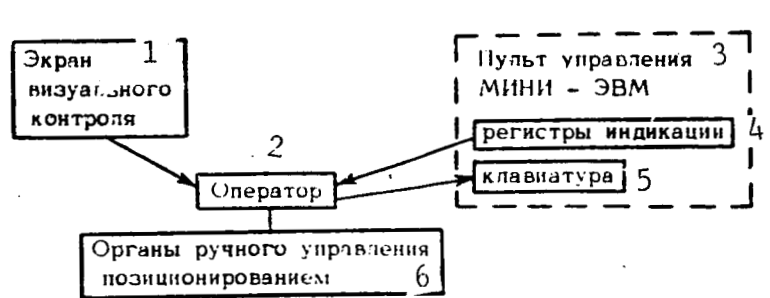 Экран 1
визуального
контроля
2
Оператор
Пульт управления 3
МИНИ - ЭВМ
регистры индикации 4
клавиатура 5
Органы ручного управления
позиционированием 6